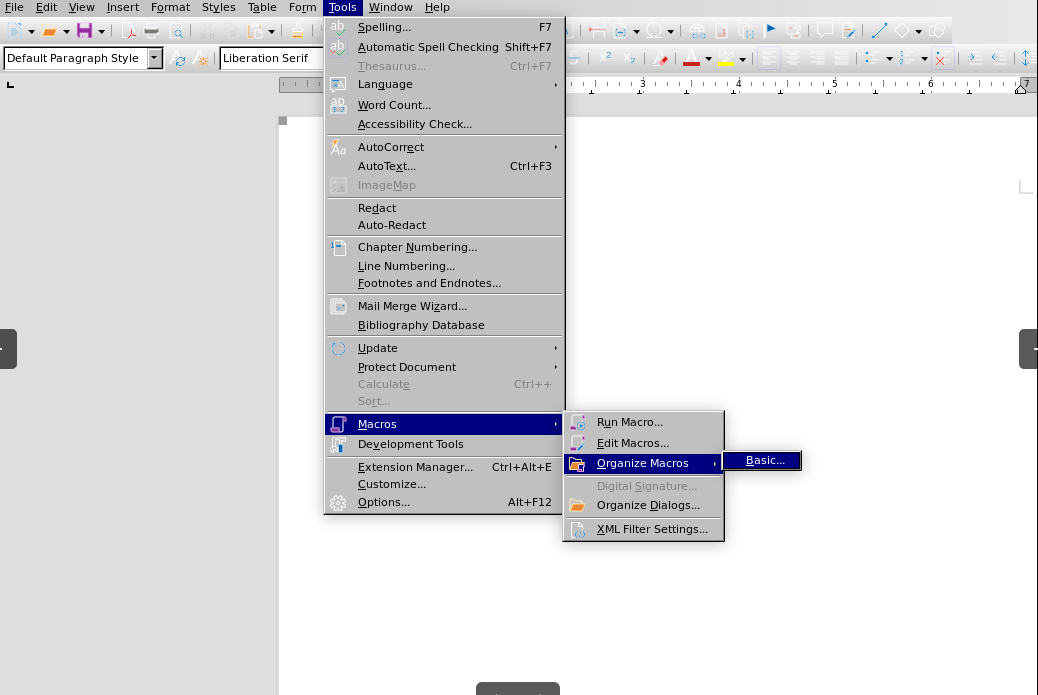 File Edit View Insert Format Styles Table Form Tools Window Help
Default Paragraph Style Liberation Serif
3 4 5 6 7
Spelling... F7
Automatic Spell Checking Shift+F7
Thesaurus... Ctrl+F7
Language
Word Count...
Accessibility Check...
AutoCorrect
AutoText... Ctrl+F3
ImageMap
Redact
Auto-Redact
Chapter Numbering...
Line Numbering...
Footnotes and Endnotes...
Mail Merge Wizard...
Bibliography Database
Update
Protect Document
Calculate Ctrl++
Sort...
Macros
Development Tools
Extension Manager... Ctrl+Alt+E
Customize...
Options... Alt+F12
Run Macro...
Edit Macros...
Organize Macros
Digital Signature...
Organize Dialogs...
XML Filter Settings...
Basic...